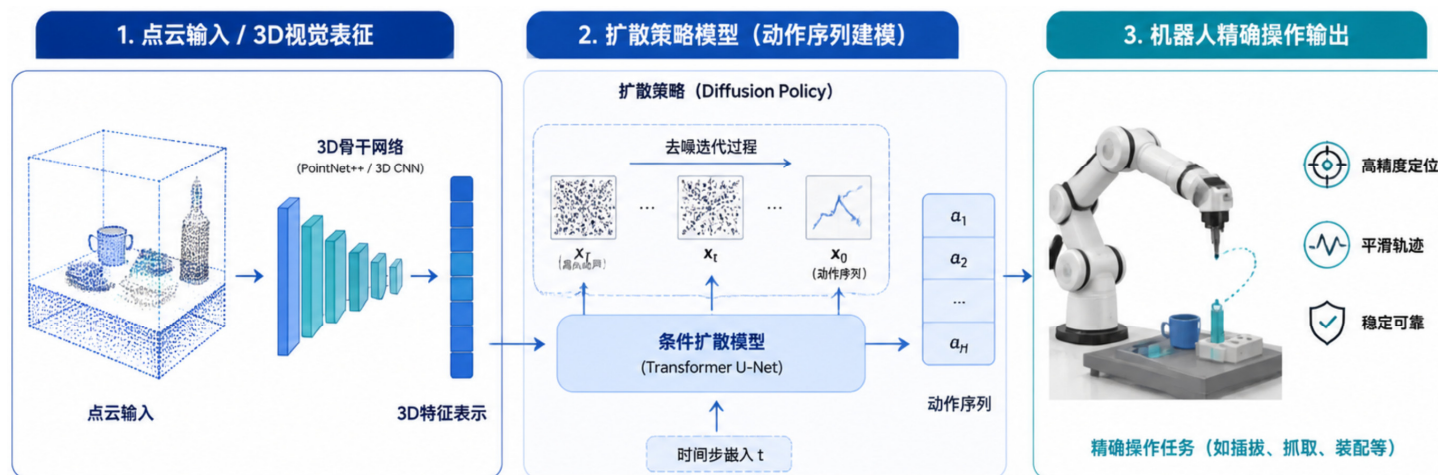 1. 点云输入 / 3D视觉表征
3D骨干网络
(PointNet++ / 3D CNN)
点云输入
3D特征表示
2. 扩散策略模型（动作序列建模）
扩散策略（Diffusion Policy）
去噪迭代过程
... ...
x_T x_t x_0
(动作序列)
条件扩散模型
(Transformer U-Net)
时间步嵌入 t
a_1
a_2
...
a_H
动作序列
3. 机器人精确操作输出
高精度定位
平滑轨迹
稳定可靠
精确操作任务（如插拔、抓取、装配等）